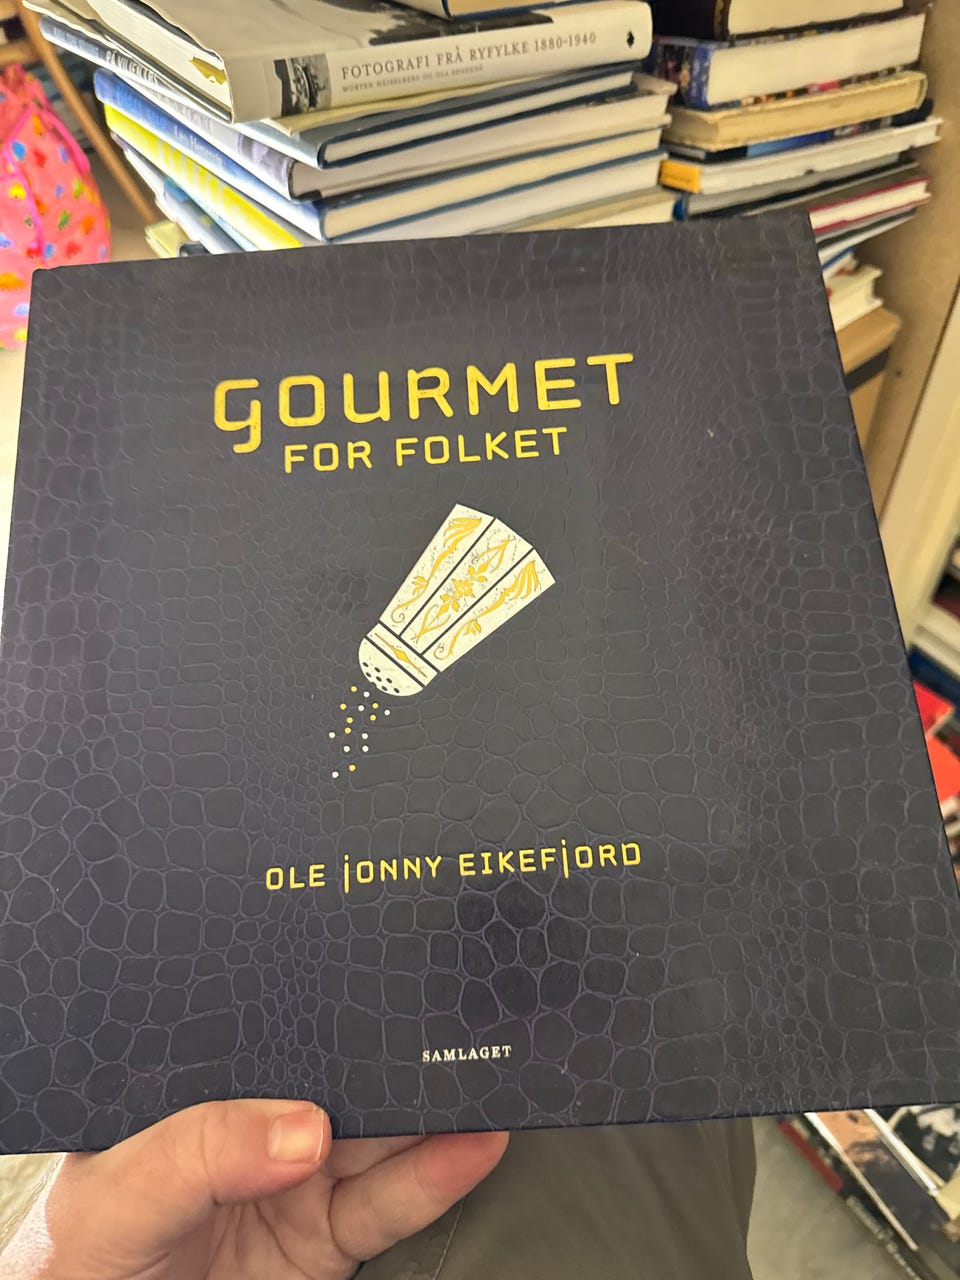 FOTOGRAFI FRÅ RYFYLKE 1880-1940
GOURMET
FOR FOLKET
OLE JONNY EIKEFJORD
SAMLAGET